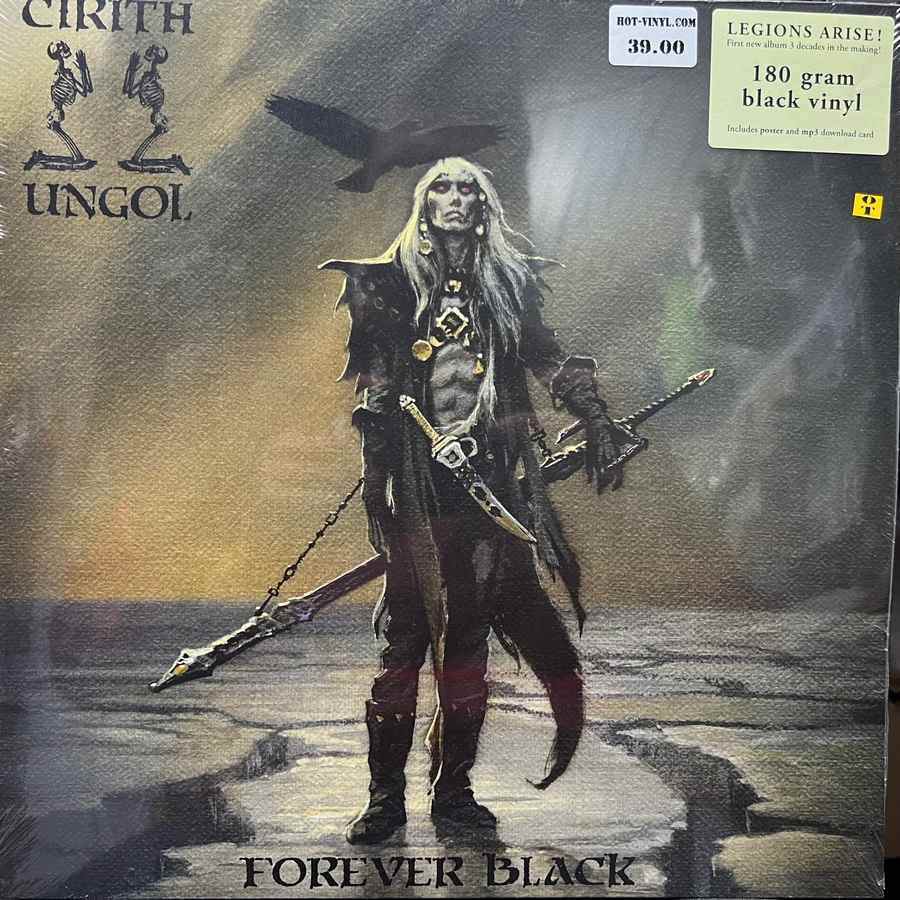 CIRITH
UNGOL
HOT-VINYL.COM
39.00
LEGIONS ARISE!
First new album 3 decades in the making!
180 gram
black vinyl
Includes poster and mp3 download card
OT
FOREVER BLACK